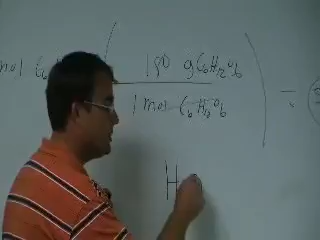 mol C₆ ( 180 g C₆H₁₂O₆
1 mol C₆H₁₂O₆ ) =
H